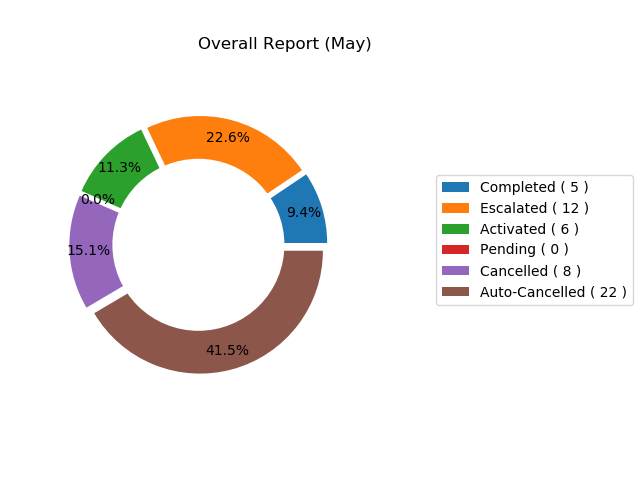 Overall Report (May)
22.6%
11.3%
0.0%
9.4%
15.1%
41.5%
Completed ( 5 )
Escalated ( 12 )
Activated ( 6 )
Pending ( 0 )
Cancelled ( 8 )
Auto-Cancelled ( 22 )